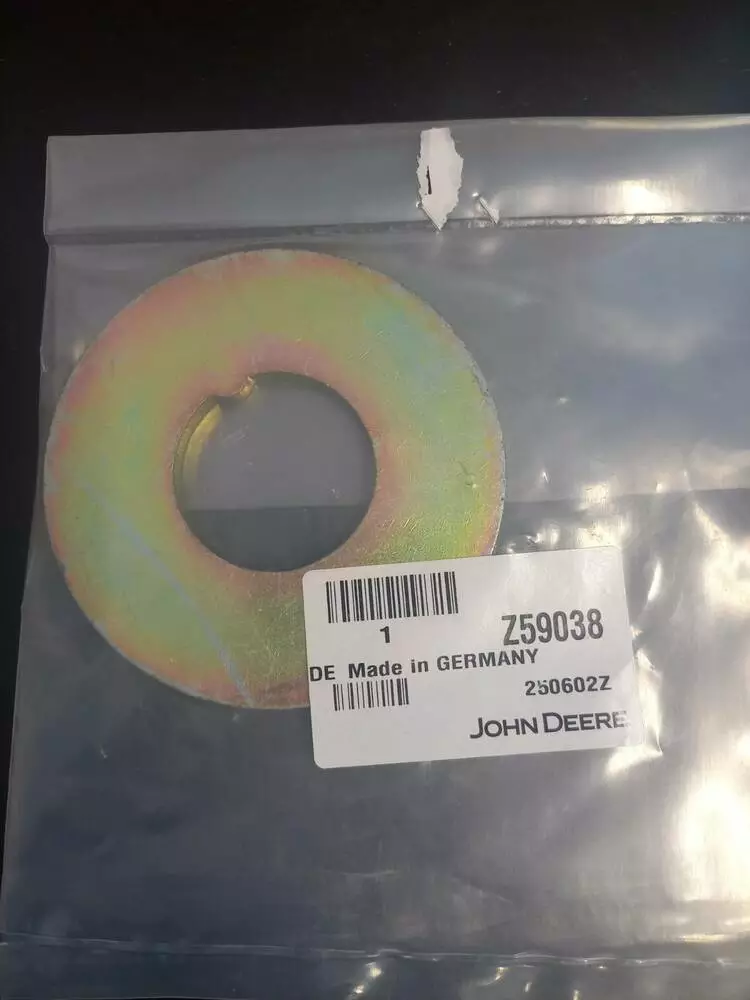 1
Z59038
DE Made in GERMANY
250602Z
JOHN DEERE